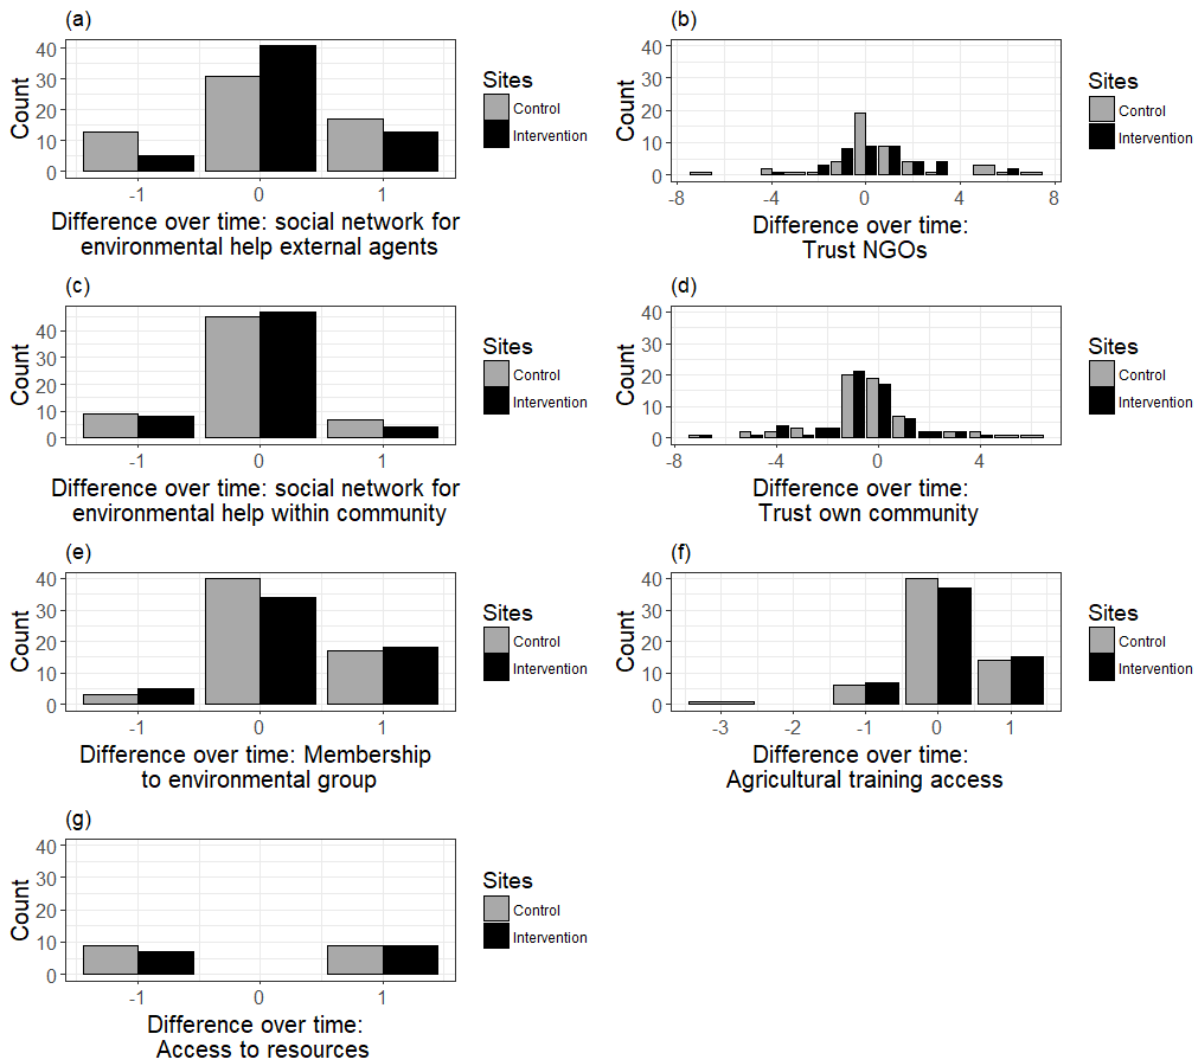 (a)
40
30
20
10
0
Count
-1
0
1
Difference over time: social network for
environmental help external agents
Sites
Control
Intervention
(b)
40
30
20
10
0
Count
-8
-4
0
4
8
Difference over time:
Trust NGOs
Sites
Control
Intervention
(c)
40
30
20
10
0
Count
-1
0
1
Difference over time: social network for
environmental help within community
Sites
Control
Intervention
(d)
40
30
20
10
0
Count
-8
-4
0
4
Difference over time:
Trust own community
Sites
Control
Intervention
(e)
40
30
20
10
0
Count
-1
0
1
Difference over time: Membership
to environmental group
Sites
Control
Intervention
(f)
40
30
20
10
0
Count
-3
-2
-1
0
1
Difference over time:
Agricultural training access
Sites
Control
Intervention
(g)
40
30
20
10
0
Count
-1
0
1
Difference over time:
Access to resources
Sites
Control
Intervention